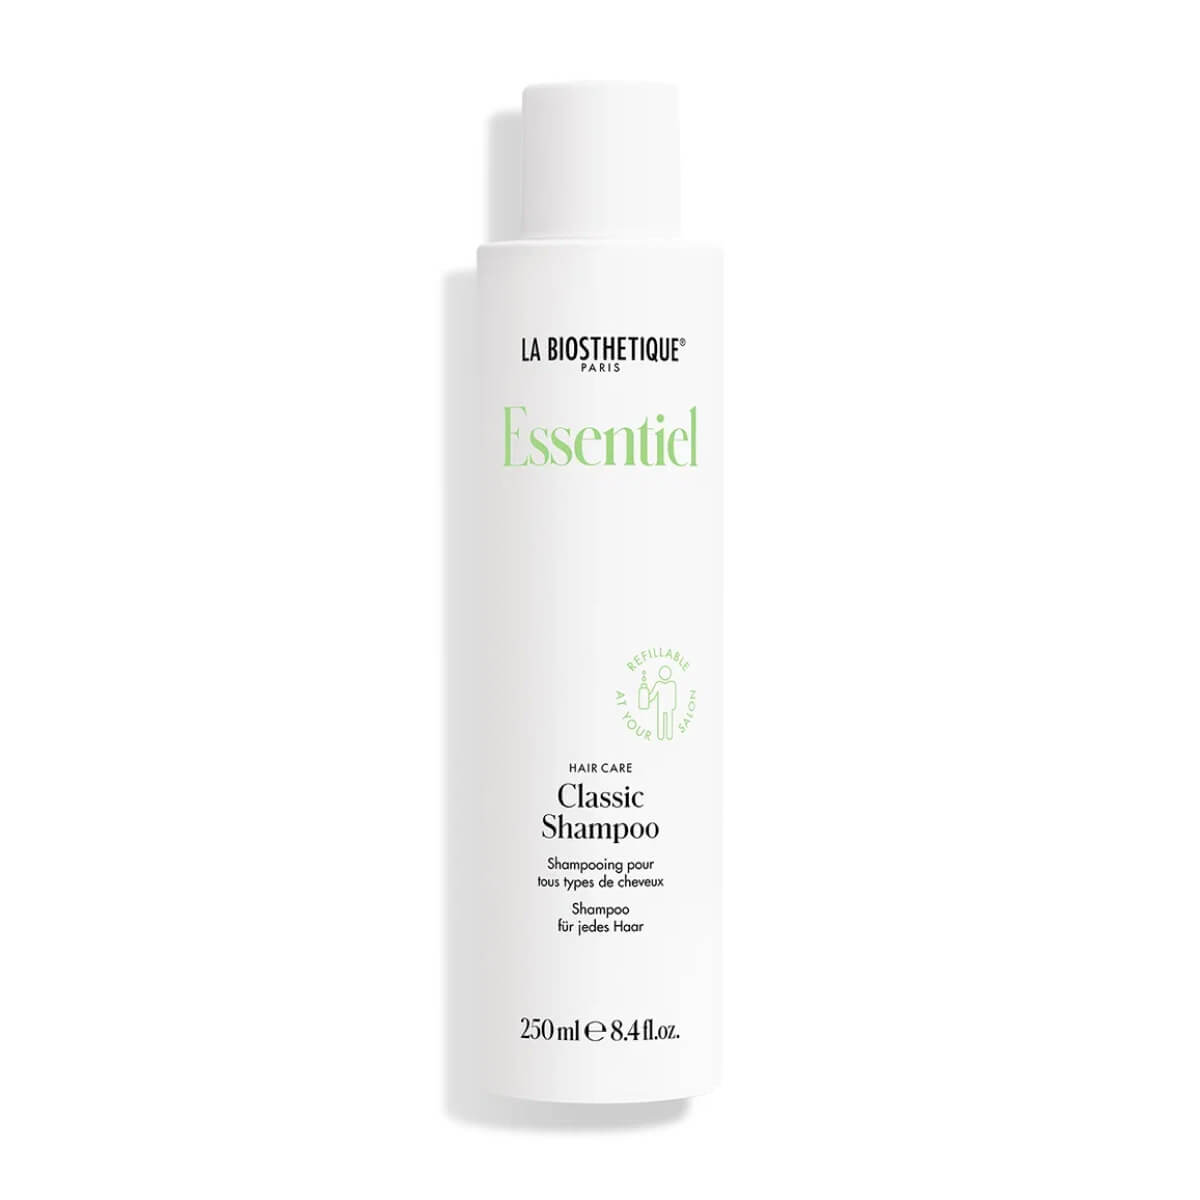 LA BIOSTHETIQUE®
PARIS
Essentiel
REFILLABLE
AT YOUR SALON
HAIR CARE
Classic
Shampoo
Shampooing pour
tous types de cheveux
Shampoo
für jedes Haar
250 ml ℮ 8.4 fl.oz.